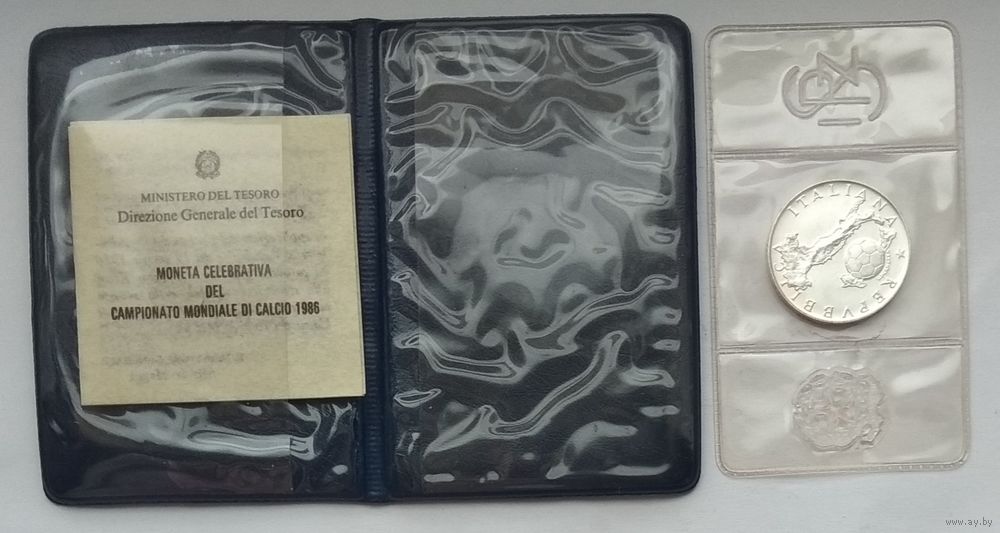 MINISTERO DEL TESORO
Direzione Generale del Tesoro
MONETA CELEBRATIVA
DEL
CAMPIONATO MONDIALE DI CALCIO 1986
REPVBBLICA ITALIANA
www.ay.by